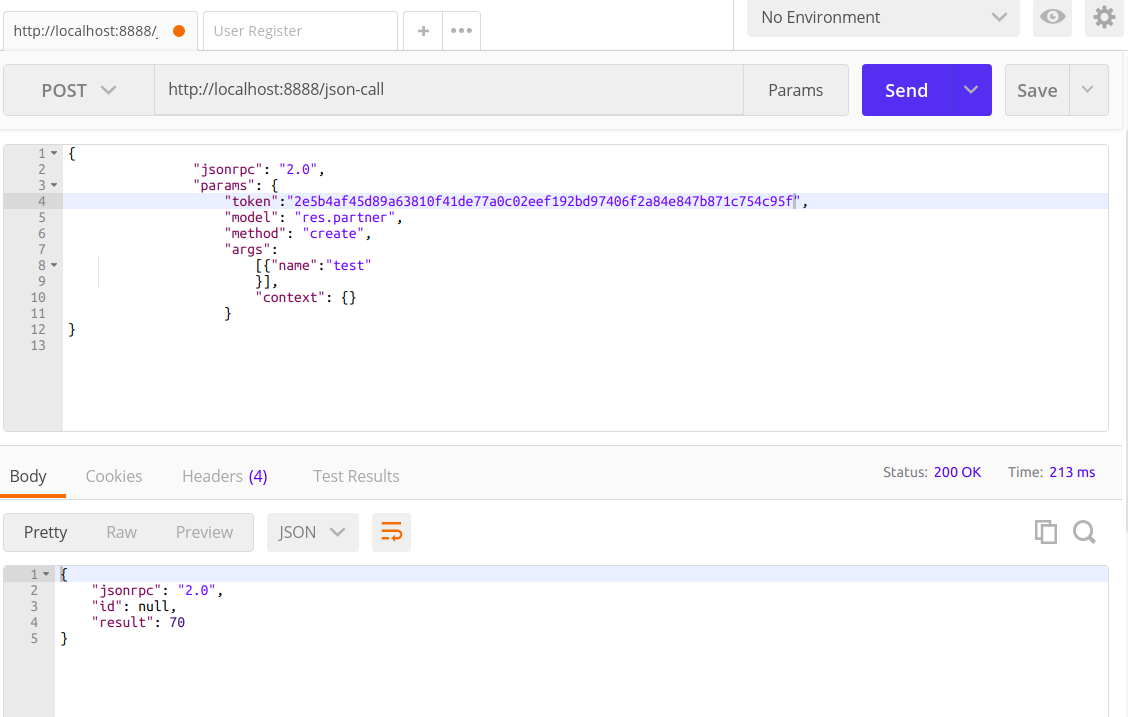 http://localhost:8888/j
User Register
No Environment
POST
http://localhost:8888/json-call
Params
Send
Save
1 {
2 "jsonrpc": "2.0",
3 "params": {
4 "token":"2e5b4af45d89a63810f41de77a0c02eef192bd97406f2a84e847b871c754c95f",
5 "model": "res.partner",
6 "method": "create",
7 "args":
8 [{"name":"test"
9 }],
10 "context": {}
11 }
12 }
13
Body
Cookies
Headers (4)
Test Results
Status: 200 OK
Time: 213 ms
Pretty
Raw
Preview
JSON
1 {
2 "jsonrpc": "2.0",
3 "id": null,
4 "result": 70
5 }